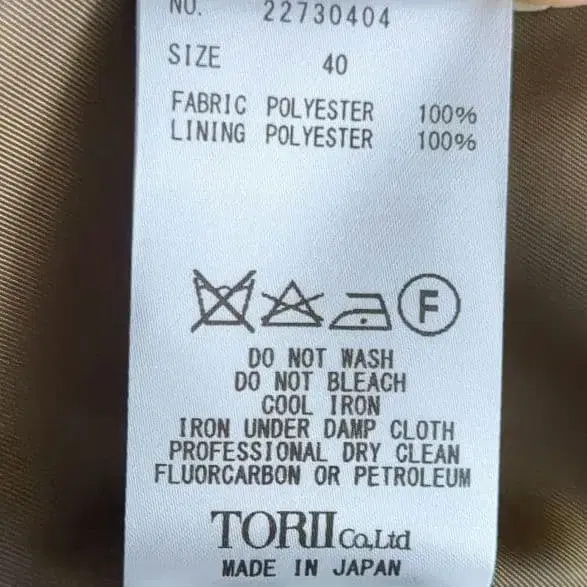 NO. 22730404
SIZE 40
FABRIC POLYESTER 100%
LINING POLYESTER 100%
F
DO NOT WASH
DO NOT BLEACH
COOL IRON
IRON UNDER DAMP CLOTH
PROFESSIONAL DRY CLEAN
FLUORCARBON OR PETROLEUM
TORII Co,Ltd
MADE IN JAPAN